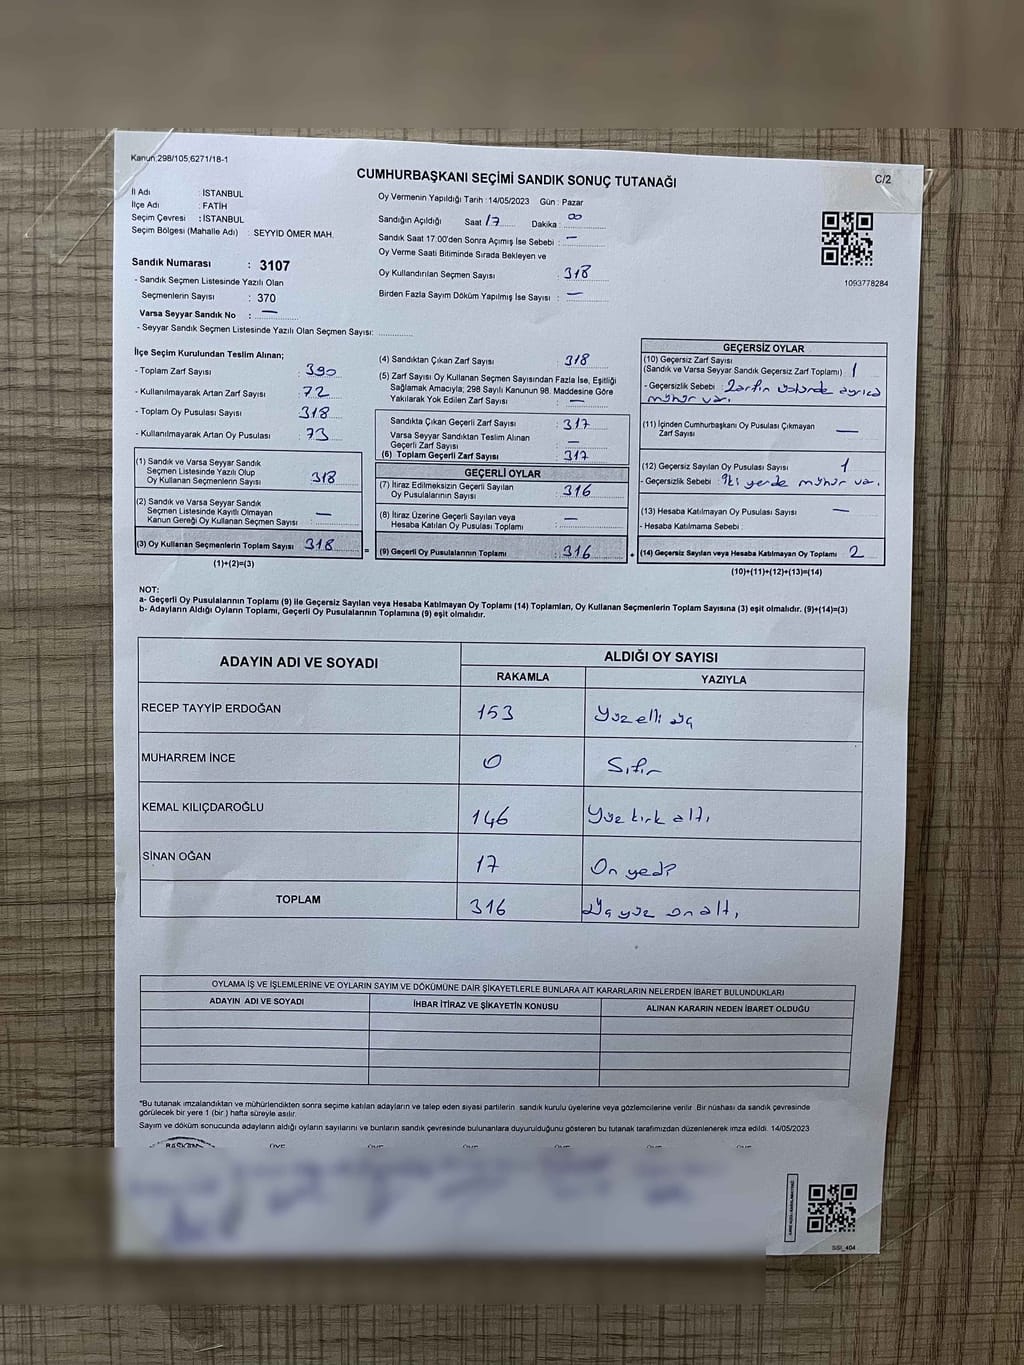 Kanun;298/105;6271/18-1
CUMHURBAŞKANI SEÇİMİ SANDIK SONUÇ TUTANAĞI
C/2
İl Adı : İSTANBUL
İlçe Adı : FATİH
Seçim Çevresi : İSTANBUL
Seçim Bölgesi (Mahalle Adı) : SEYYİD ÖMER MAH.
Oy Vermenin Yapıldığı Tarih : 14/05/2023 Gün : Pazar
Sandığın Açıldığı Saat 17 Dakika : 00
Sandık Saat 17:00'den Sonra Açımış İse Sebebi : —
Oy Verme Saati Bitiminde Sırada Bekleyen ve
Oy Kullandırılan Seçmen Sayısı : 318
Birden Fazla Sayım Döküm Yapılmış İse Sayısı : —
1093778284
Sandık Numarası : 3107
- Sandık Seçmen Listesinde Yazılı Olan
Seçmenlerin Sayısı : 370
Varsa Seyyar Sandık No : —
- Seyyar Sandık Seçmen Listesinde Yazılı Olan Seçmen Sayısı:
İlçe Seçim Kurulundan Teslim Alınan;
- Toplam Zarf Sayısı : 390
- Kullanılmayarak Artan Zarf Sayısı : 72
- Toplam Oy Pusulası Sayısı : 318
- Kullanılmayarak Artan Oy Pusulası : 73
(1) Sandık ve Varsa Seyyar Sandık
Seçmen Listesinde Yazılı Olup
Oy Kullanan Seçmenlerin Sayısı : 318
(2) Sandık ve Varsa Seyyar Sandık
Seçmen Listesinde Kayıtlı Olmayan
Kanun Gereği Oy Kullanan Seçmen Sayısı : —
(3) Oy Kullanan Seçmenlerin Toplam Sayısı : 318
(1)+(2)=(3)
=
(4) Sandıktan Çıkan Zarf Sayısı : 318
(5) Zarf Sayısı Oy Kullanan Seçmen Sayısından Fazla İse, Eşitliği
Sağlamak Amacıyla; 298 Sayılı Kanunun 98. Maddesine Göre
Yakılarak Yok Edilen Zarf Sayısı : —
Sandıkta Çıkan Geçerli Zarf Sayısı : 317
Varsa Seyyar Sandıktan Teslim Alınan
Geçerli Zarf Sayısı : —
(6) Toplam Geçerli Zarf Sayısı : 317
GEÇERLİ OYLAR
(7) İtiraz Edilmeksizin Geçerli Sayılan
Oy Pusulalarının Sayısı : 316
(8) İtiraz Üzerine Geçerli Sayılan veya
Hesaba Katılan Oy Pusulası Toplamı : —
(9) Geçerli Oy Pusulalarının Toplamı : 316
+
GEÇERSİZ OYLAR
(10) Geçersiz Zarf Sayısı
(Sandık ve Varsa Seyyar Sandık Geçersiz Zarf Toplamı) : 1
- Geçersizlik Sebebi : Zarfın üstünde ayrıca
mühür var.
(11) İçinden Cumhurbaşkanı Oy Pusulası Çıkmayan
Zarf Sayısı : —
(12) Geçersiz Sayılan Oy Pusulası Sayısı : 1
- Geçersizlik Sebebi : İki yerde mühür var.
(13) Hesaba Katılmayan Oy Pusulası Sayısı : —
- Hesaba Katılmama Sebebi :
(14) Geçersiz Sayılan veya Hesaba Katılmayan Oy Toplamı : 2
(10)+(11)+(12)+(13)=(14)
NOT:
a- Geçerli Oy Pusulalarının Toplamı (9) ile Geçersiz Sayılan veya Hesaba Katılmayan Oy Toplamı (14) Toplamları, Oy Kullanan Seçmenlerin Toplam Sayısına (3) eşit olmalıdır. (9)+(14)=(3)
b- Adayların Aldığı Oyların Toplamı, Geçerli Oy Pusulalarının Toplamına (9) eşit olmalıdır.
ADAYIN ADI VE SOYADI
ALDIĞI OY SAYISI
RAKAMLA YAZIYLA
RECEP TAYYİP ERDOĞAN 153 Yüz elli üç
MUHARREM İNCE 0 Sıfır
KEMAL KILIÇDAROĞLU 146 Yüz kırk altı
SİNAN OĞAN 17 On yedi
TOPLAM 316 Üç yüz on altı
OYLAMA İŞ VE İŞLEMLERİNE VE OYLARIN SAYIM VE DÖKÜMÜNE DAİR ŞİKAYETLERLE BUNLARA AİT KARARLARIN NELERDEN İBARET BULUNDUKLARI
ADAYIN ADI VE SOYADI İHBAR İTİRAZ VE ŞİKAYETİN KONUSU ALINAN KARARIN NEDEN İBARET OLDUĞU
*Bu tutanak imzalandıktan ve mühürlendikten sonra seçime katılan adayların ve talep eden siyasi partilerin sandık kurulu üyelerine veya gözlemcilerine verilir. Bir nüshası da sandık çevresinde
görülecek bir yere 1 (bir ) hafta süreyle asılır.
Sayım ve döküm sonucunda adayların aldığı oyların sayılarını ve bunların sandık çevresinde bulunanlara duyurulduğunu gösteren bu tutanak tarafımızdan düzenlenerek imza edildi. 14/05/2023
BAŞKAN ÜYE ÜYE ÜYE ÜYE ÜYE ÜYE
SSI_404